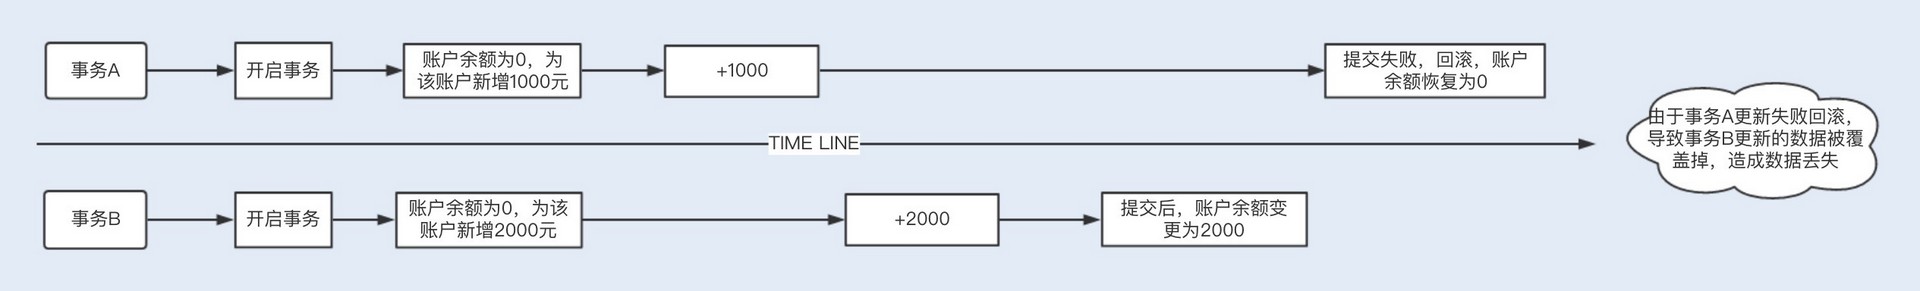 事务A
开启事务
账户余额为0，为
该账户新增1000元
+1000
提交失败，回滚，账户
余额恢复为0
TIME LINE
由于事务A更新失败回滚，
导致事务B更新的数据被覆
盖掉，造成数据丢失
事务B
开启事务
账户余额为0，为该
账户新增2000元
+2000
提交后，账户余额变
更为2000